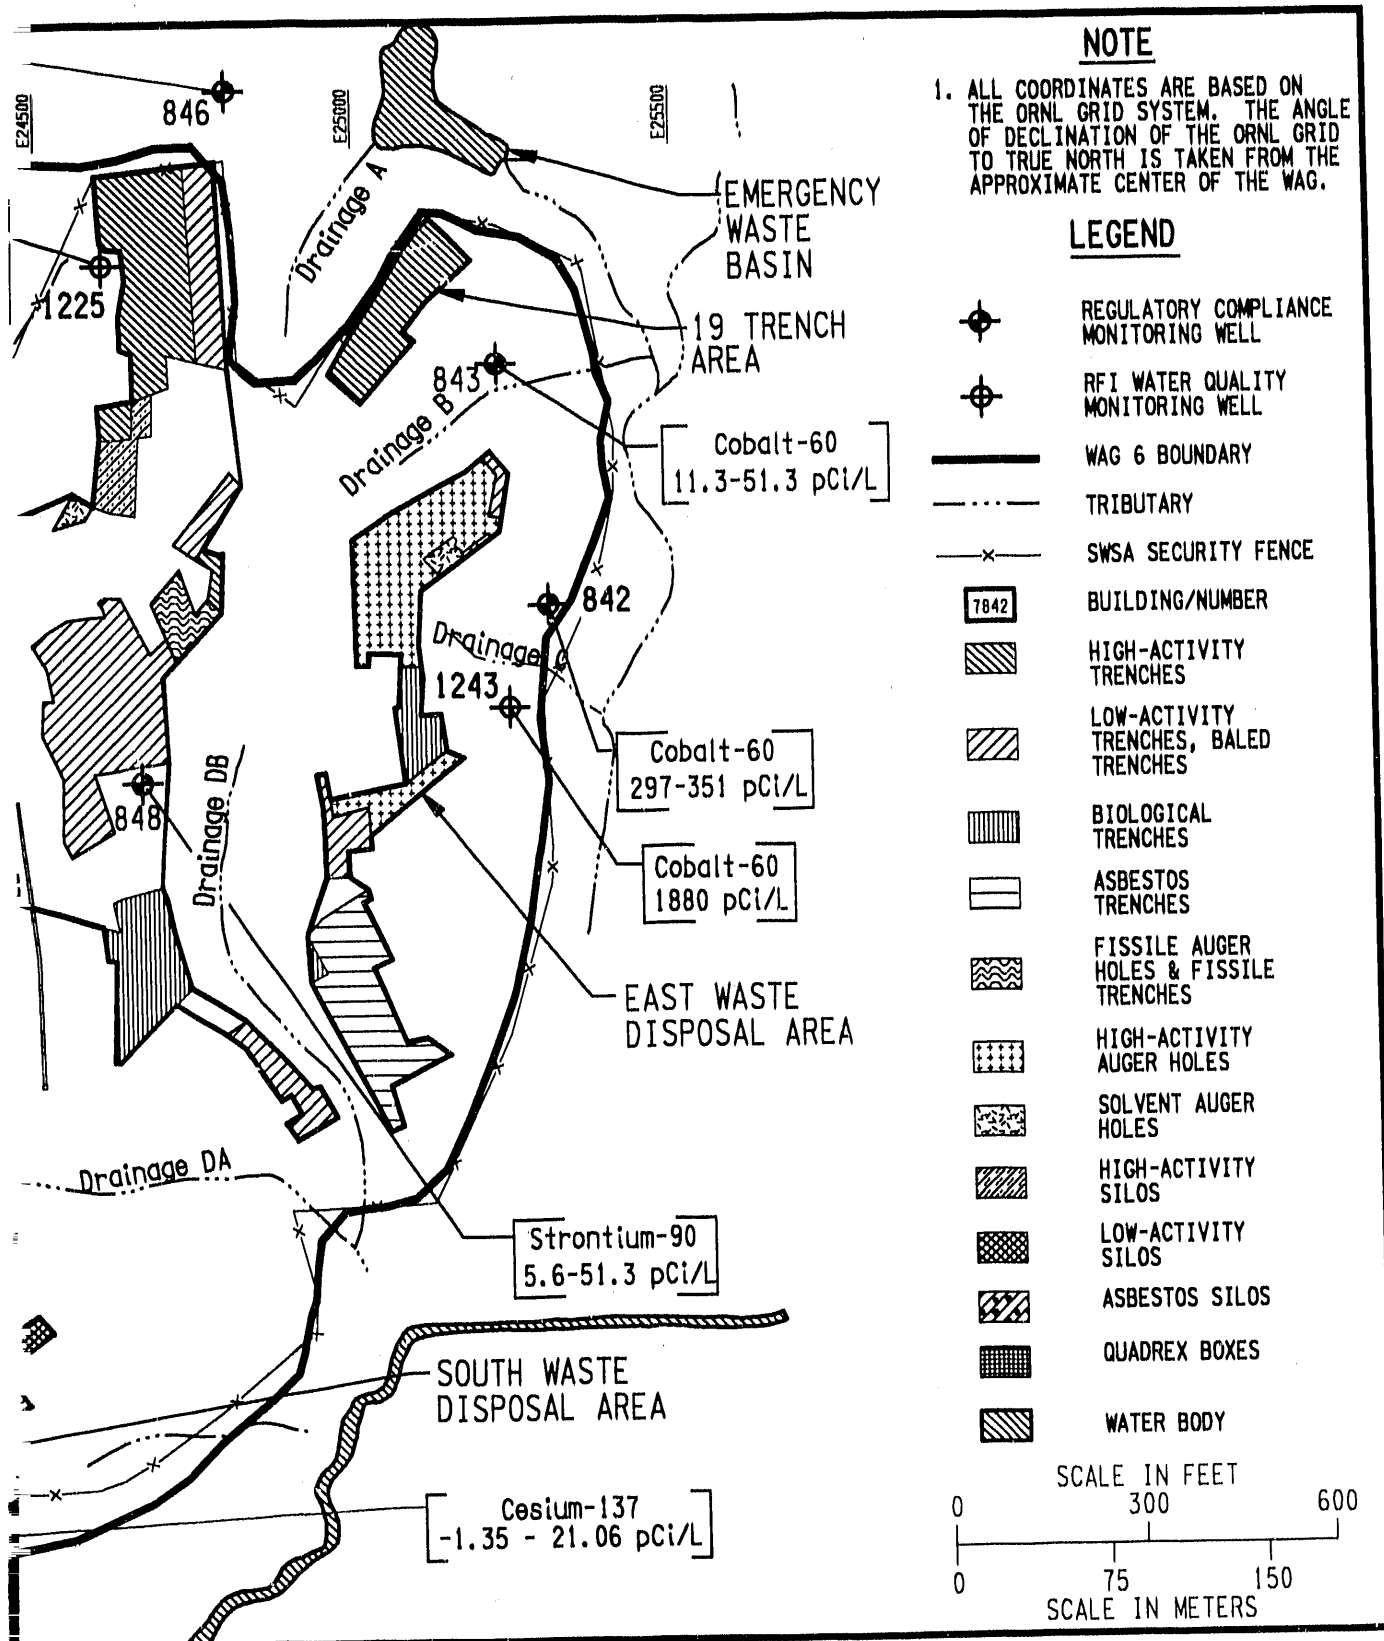 E24500
E25000
E25500
846
Drainage A
EMERGENCY
WASTE
BASIN
1225
19 TRENCH
AREA
843
Drainage B
Cobalt-60
11.3-51.3 pCi/L
842
Drainage C
1243
Cobalt-60
297-351 pCi/L
Drainage DB
848
Cobalt-60
1880 pCi/L
EAST WASTE
DISPOSAL AREA
Drainage DA
Strontium-90
5.6-51.3 pCi/L
SOUTH WASTE
DISPOSAL AREA
Cesium-137
-1.35 - 21.06 pCi/L
NOTE
1. ALL COORDINATES ARE BASED ON
THE ORNL GRID SYSTEM. THE ANGLE
OF DECLINATION OF THE ORNL GRID
TO TRUE NORTH IS TAKEN FROM THE
APPROXIMATE CENTER OF THE WAG.
LEGEND
REGULATORY COMPLIANCE
MONITORING WELL
RFI WATER QUALITY
MONITORING WELL
WAG 6 BOUNDARY
TRIBUTARY
SWSA SECURITY FENCE
7842 BUILDING/NUMBER
HIGH-ACTIVITY
TRENCHES
LOW-ACTIVITY
TRENCHES, BALED
TRENCHES
BIOLOGICAL
TRENCHES
ASBESTOS
TRENCHES
FISSILE AUGER
HOLES & FISSILE
TRENCHES
HIGH-ACTIVITY
AUGER HOLES
SOLVENT AUGER
HOLES
HIGH-ACTIVITY
SILOS
LOW-ACTIVITY
SILOS
ASBESTOS SILOS
QUADREX BOXES
WATER BODY
SCALE IN FEET
0 300 600
0 75 150
SCALE IN METERS